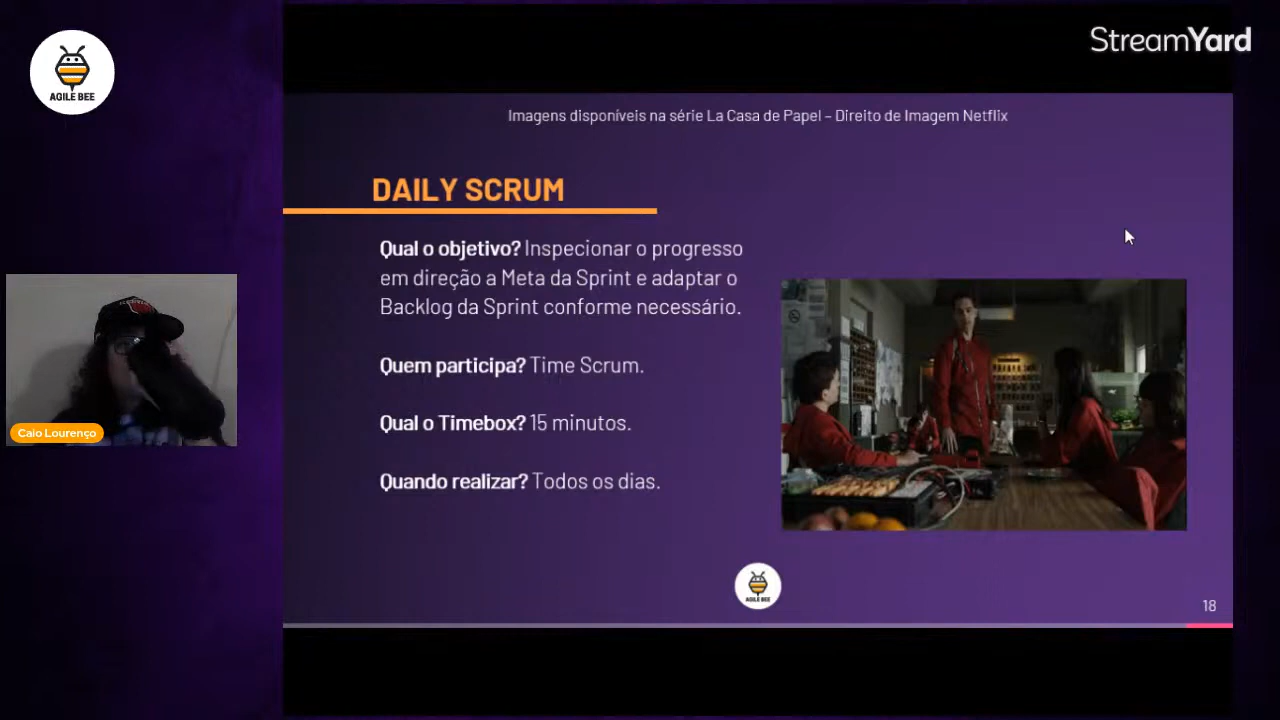 AGILE BEE
StreamYard
Imagens disponíveis na série La Casa de Papel – Direito de Imagem Netflix
DAILY SCRUM
Qual o objetivo? Inspecionar o progresso
em direção a Meta da Sprint e adaptar o
Backlog da Sprint conforme necessário.
Quem participa? Time Scrum.
Qual o Timebox? 15 minutos.
Quando realizar? Todos os dias.
Caio Lourenço
AGILE BEE
18